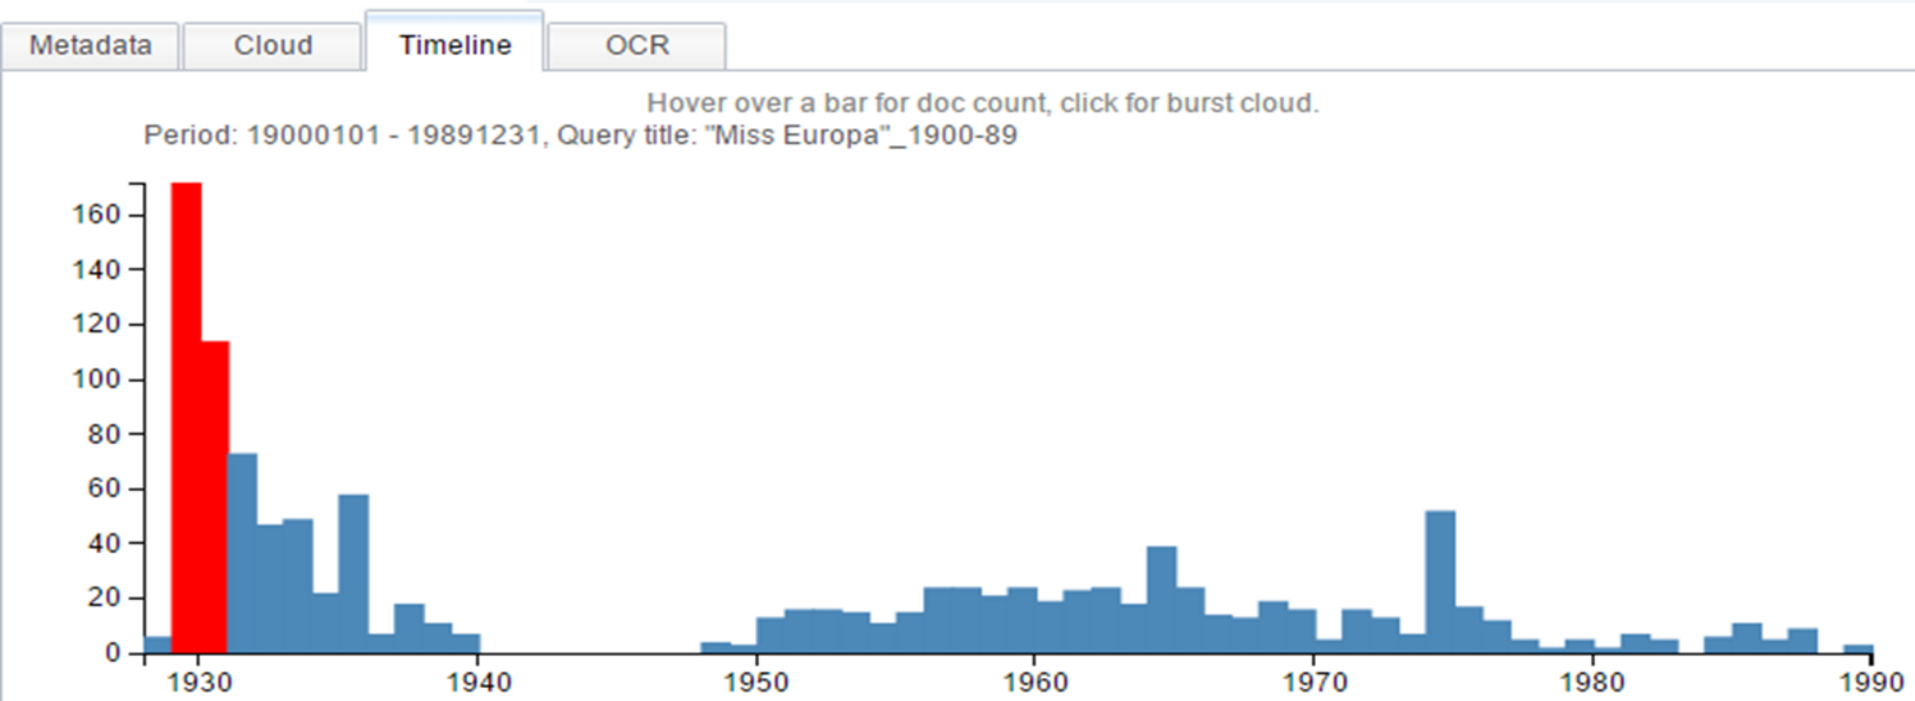 Metadata Cloud Timeline OCR
Hover over a bar for doc count, click for burst cloud.
Period: 19000101 - 19891231, Query title: "Miss Europa"_1900-89
160
140
120
100
80
60
40
20
0
1930 1940 1950 1960 1970 1980 1990